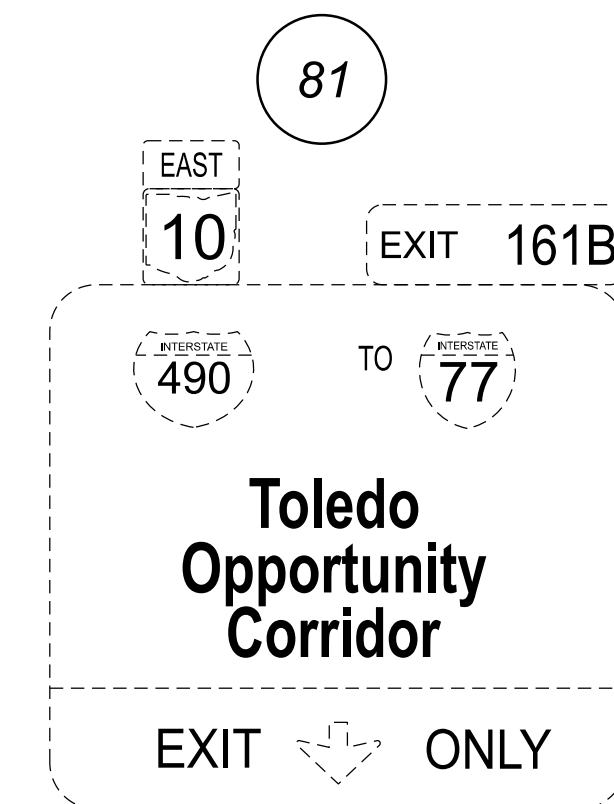 81
EAST
10
EXIT 161B
INTERSTATE
490
TO
INTERSTATE
77
Toledo
Opportunity
Corridor
EXIT ONLY